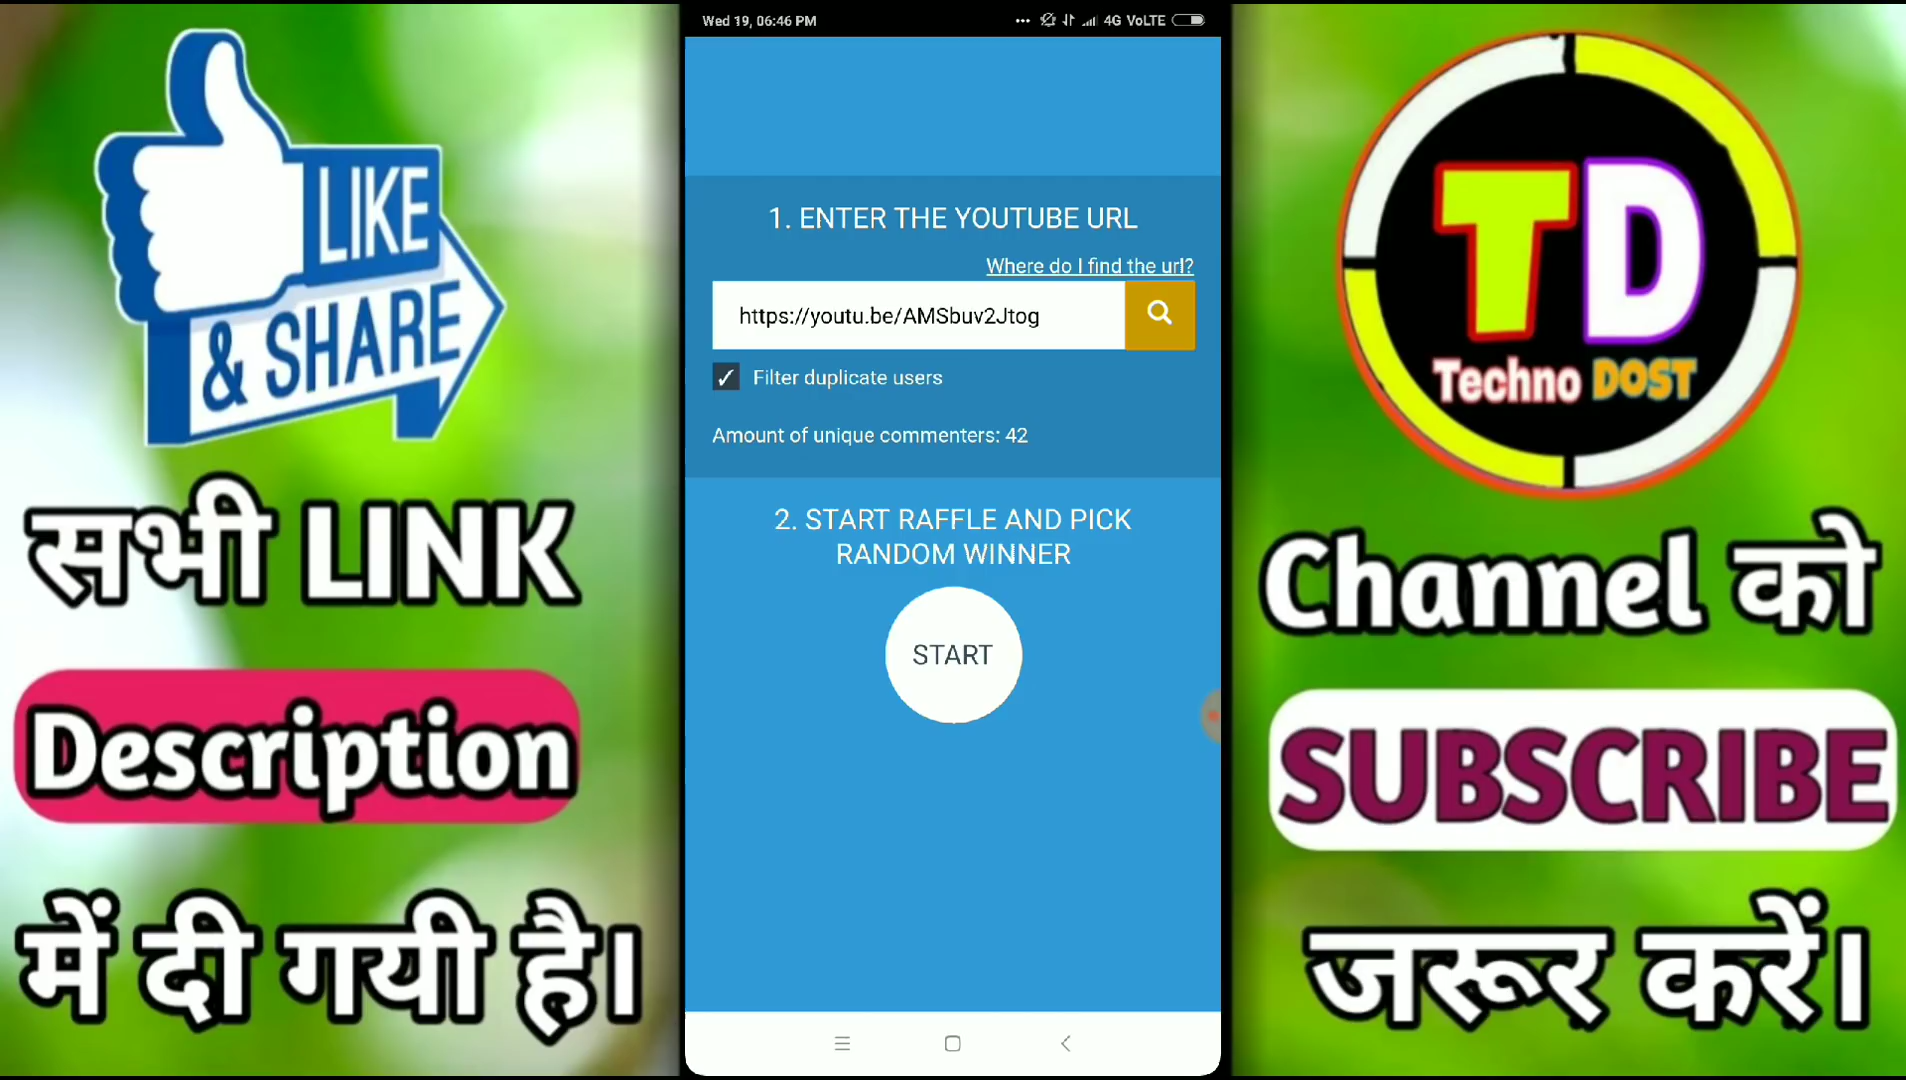 LIKE
& SHARE
सभी LINK
Description
में दी गयी है।
Wed 19, 06:46 PM
4G VoLTE
1. ENTER THE YOUTUBE URL
Where do I find the url?
https://youtu.be/AMSbuv2Jtog
Filter duplicate users
Amount of unique commenters: 42
2. START RAFFLE AND PICK
RANDOM WINNER
START
TD
Techno DOST
Channel को
SUBSCRIBE
जरूर करें।